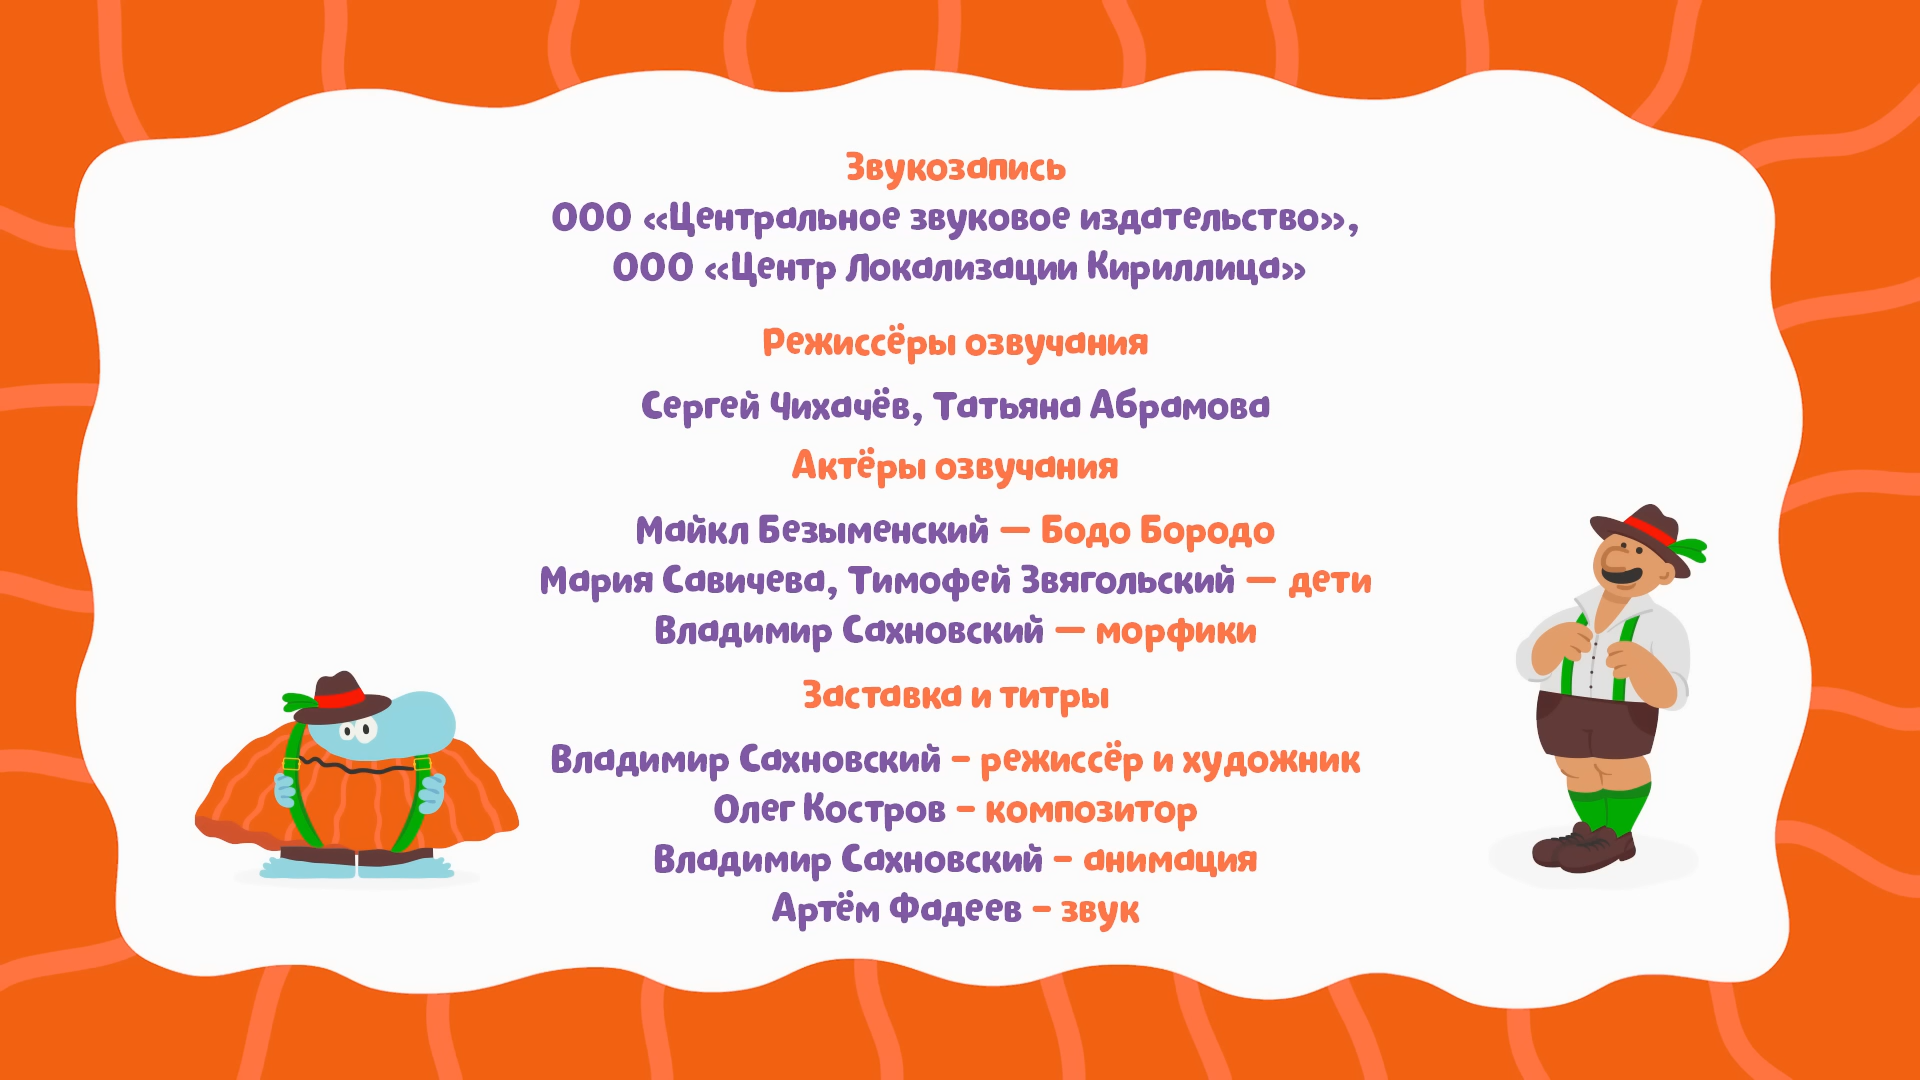 Звукозапись
ООО «Центральное звуковое издательство»,
ООО «Центр Локализации Кириллица»
Режиссёры озвучания
Сергей Чихачёв, Татьяна Абрамова
Актёры озвучания
Майкл Безыменский — Бодо Бородо
Мария Савичева, Тимофей Звягольский — дети
Владимир Сахновский — морфики
Заставка и титры
Владимир Сахновский – режиссёр и художник
Олег Костров – композитор
Владимир Сахновский – анимация
Артём Фадеев – звук